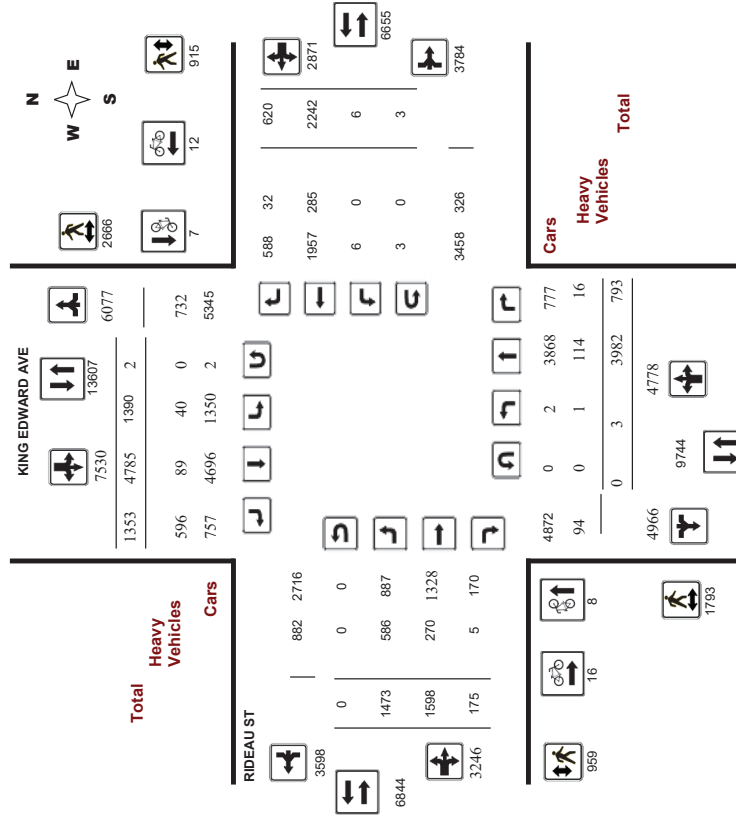 N
W E
S
KING EDWARD AVE
13607
7530
6077
1353 4785 1390 2
596 89 40 0 732
757 4696 1350 2 5345
Total
Heavy
Vehicles
Cars
2666
915
7
12
RIDEAU ST
3598
6844
3246
882 2716
0 0 0
1473 586 887
1598 270 1328
175 5 170
588 32 620
1957 285 2242
6 0 6
3 0 3
3458 326
2871
6655
3784
4872 0 2 3868 777
94 0 1 114 16
0 3 3982 793
Cars
Heavy
Vehicles
Total
4966
9744
4778
959
16
8
1793